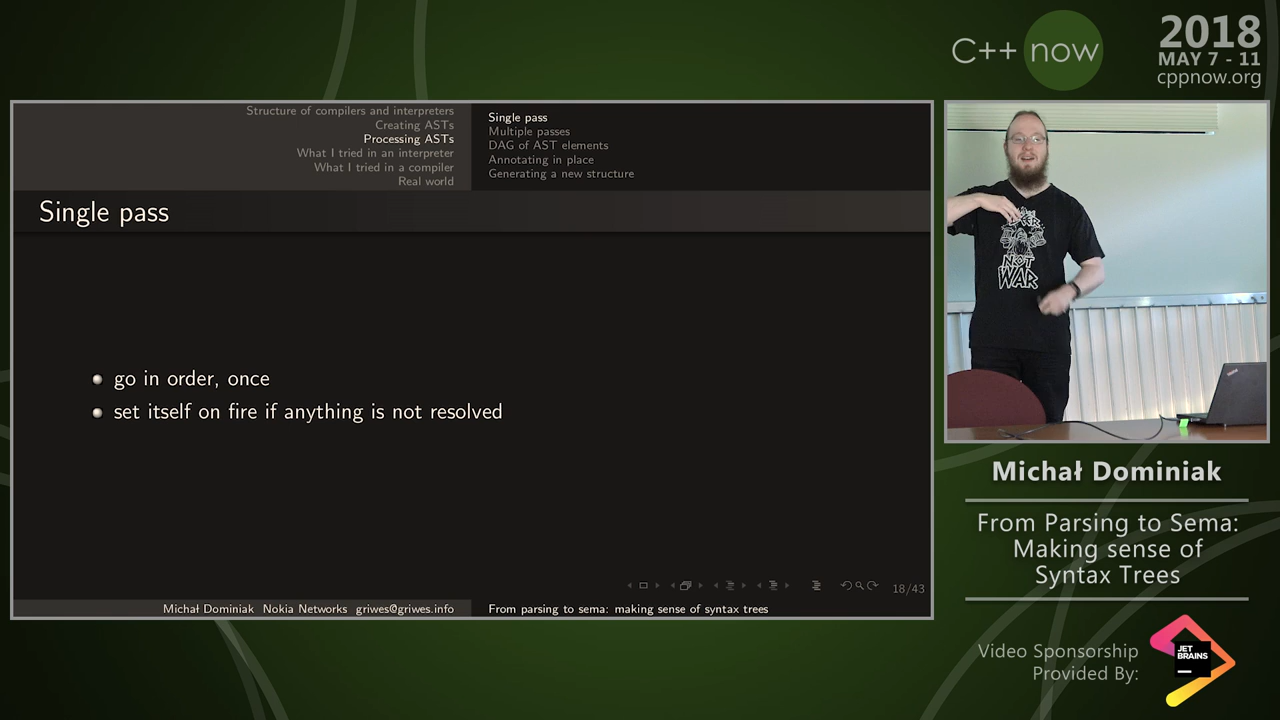 C++ now
2018
MAY 7 - 11
cppnow.org
Structure of compilers and interpreters
Creating ASTs
Processing ASTs
What I tried in an interpreter
What I tried in a compiler
Real world
Single pass
Multiple passes
DAG of AST elements
Annotating in place
Generating a new structure
Single pass
go in order, once
set itself on fire if anything is not resolved
18/43
Michał Dominiak Nokia Networks griwes@griwes.info
From parsing to sema: making sense of syntax trees
NOT
WAR
Michał Dominiak
From Parsing to Sema:
Making sense of
Syntax Trees
Video Sponsorship
Provided By:
JET
BRAINS